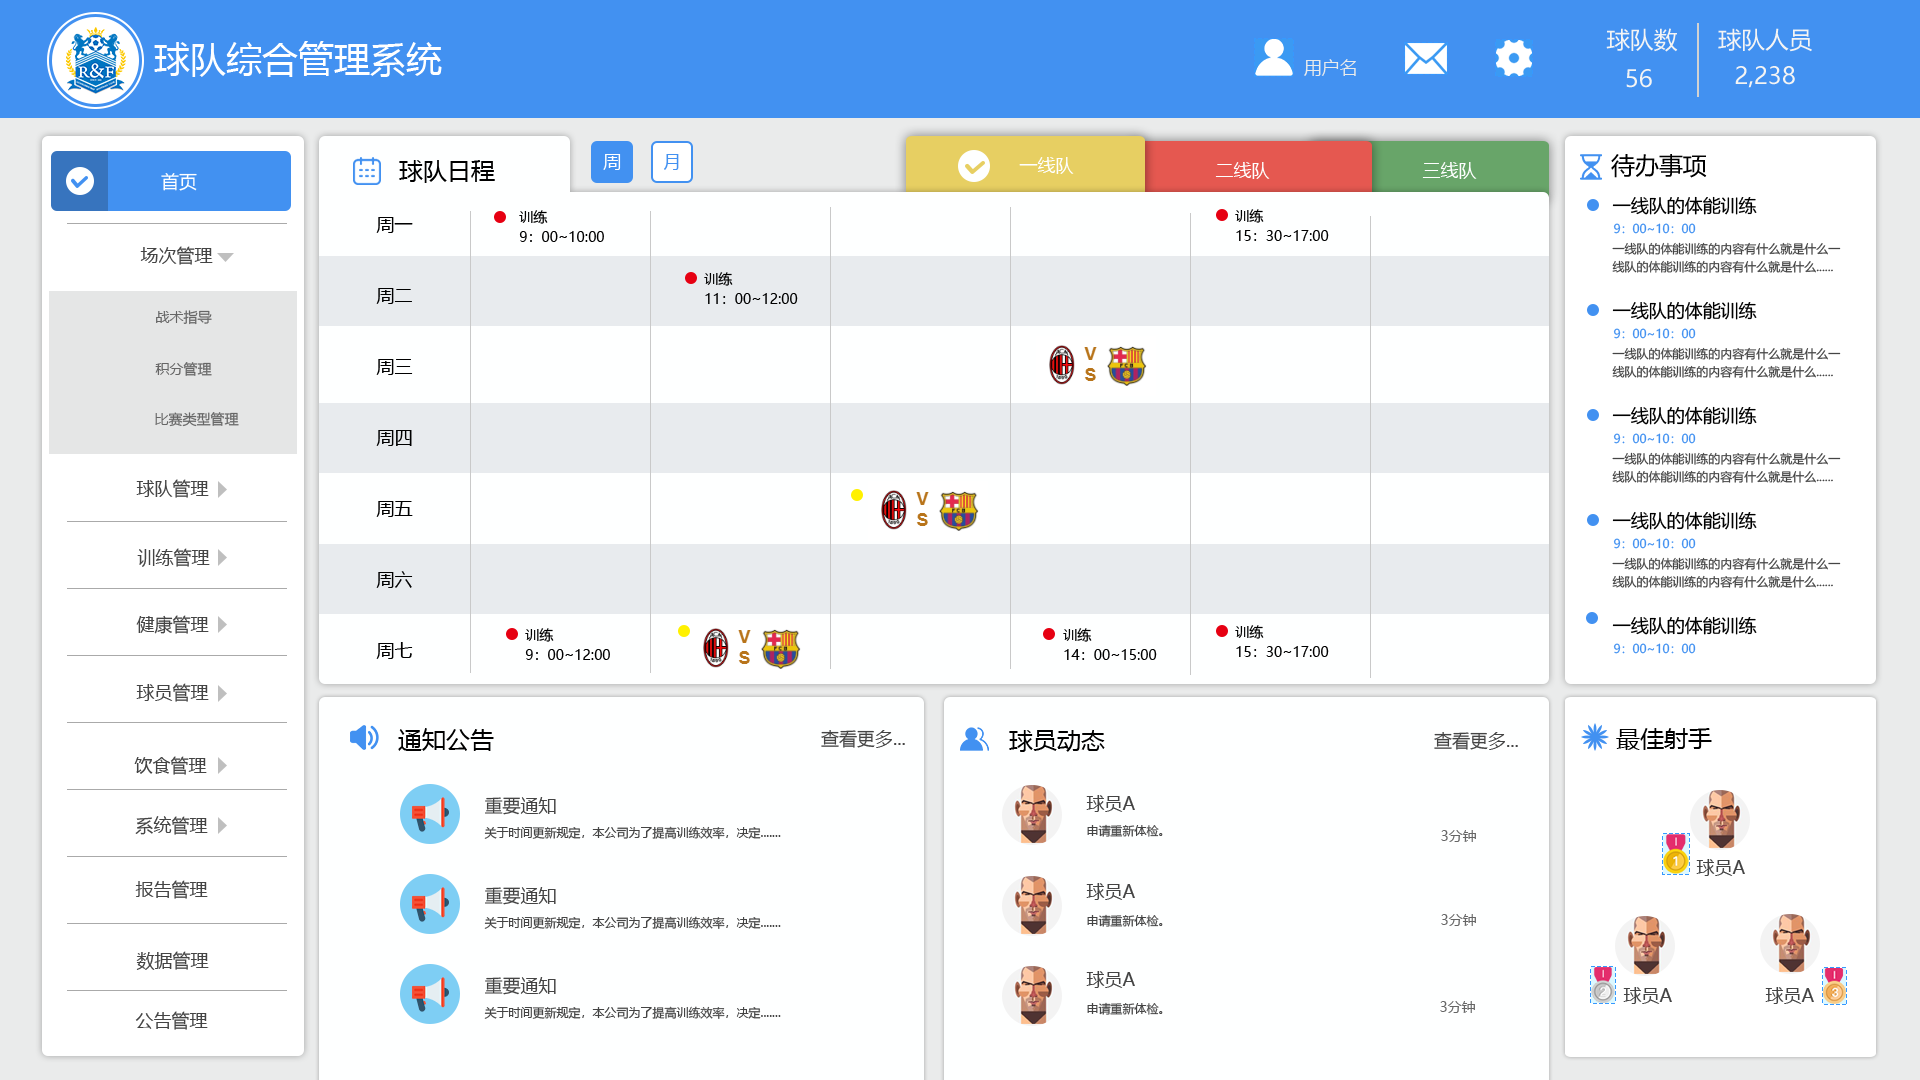 R&F
球队综合管理系统
用户名
球队数
56
球队人员
2,238
首页
场次管理
战术指导
积分管理
比赛类型管理
球队管理
训练管理
健康管理
球员管理
饮食管理
系统管理
报告管理
数据管理
公告管理
球队日程
周
月
一线队
二线队
三线队
周一
训练
9：00~10:00
训练
15：30~17:00
周二
训练
11：00~12:00
周三
V
S
周四
周五
V
S
周六
周七
训练
9：00~12:00
V
S
训练
14：00~15:00
训练
15：30~17:00
待办事项
一线队的体能训练
9：00~10：00
一线队的体能训练的内容有什么就是什么一
线队的体能训练的内容有什么就是什么......
一线队的体能训练
9：00~10：00
一线队的体能训练的内容有什么就是什么一
线队的体能训练的内容有什么就是什么......
一线队的体能训练
9：00~10：00
一线队的体能训练的内容有什么就是什么一
线队的体能训练的内容有什么就是什么......
一线队的体能训练
9：00~10：00
一线队的体能训练的内容有什么就是什么一
线队的体能训练的内容有什么就是什么......
一线队的体能训练
9：00~10：00
通知公告
查看更多...
重要通知
关于时间更新规定，本公司为了提高训练效率，决定.......
重要通知
关于时间更新规定，本公司为了提高训练效率，决定.......
重要通知
关于时间更新规定，本公司为了提高训练效率，决定.......
球员动态
查看更多...
球员A
申请重新体检。
3分钟
球员A
申请重新体检。
3分钟
球员A
申请重新体检。
3分钟
最佳射手
1
球员A
2
球员A
球员A
3